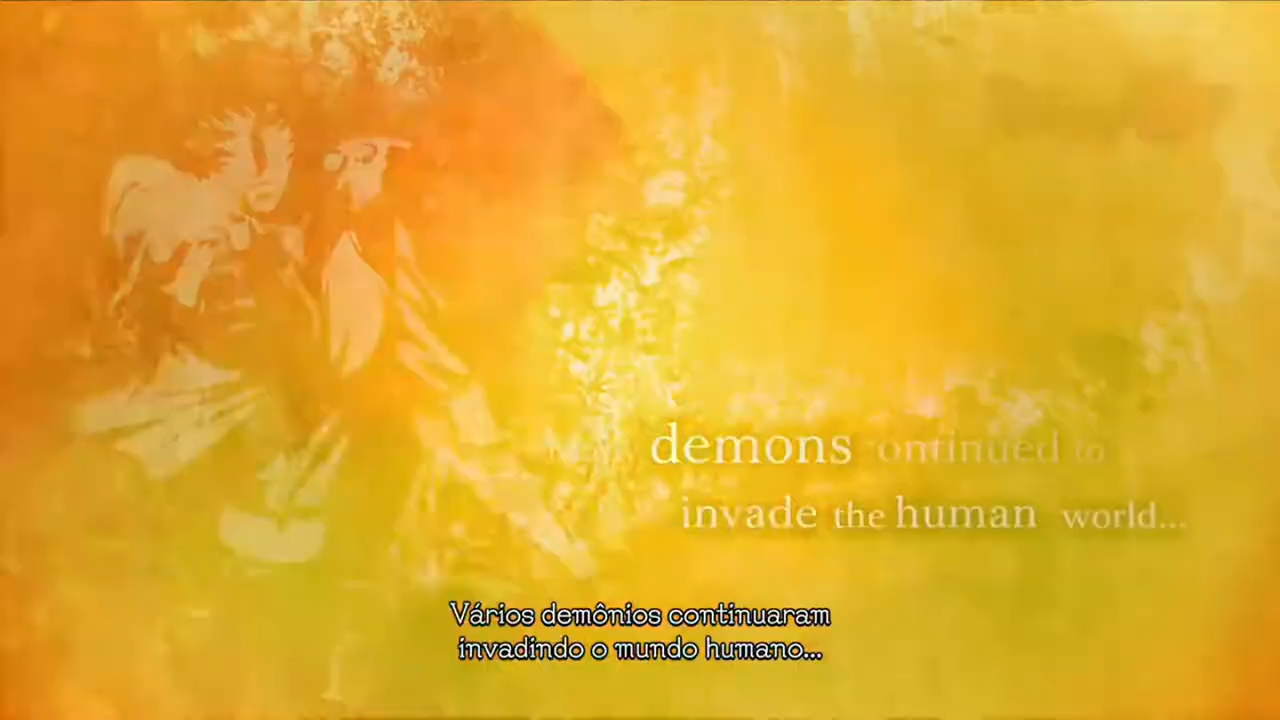 demons continued to
invade the human world...
Vários demônios continuaram
invadindo o mundo humano...